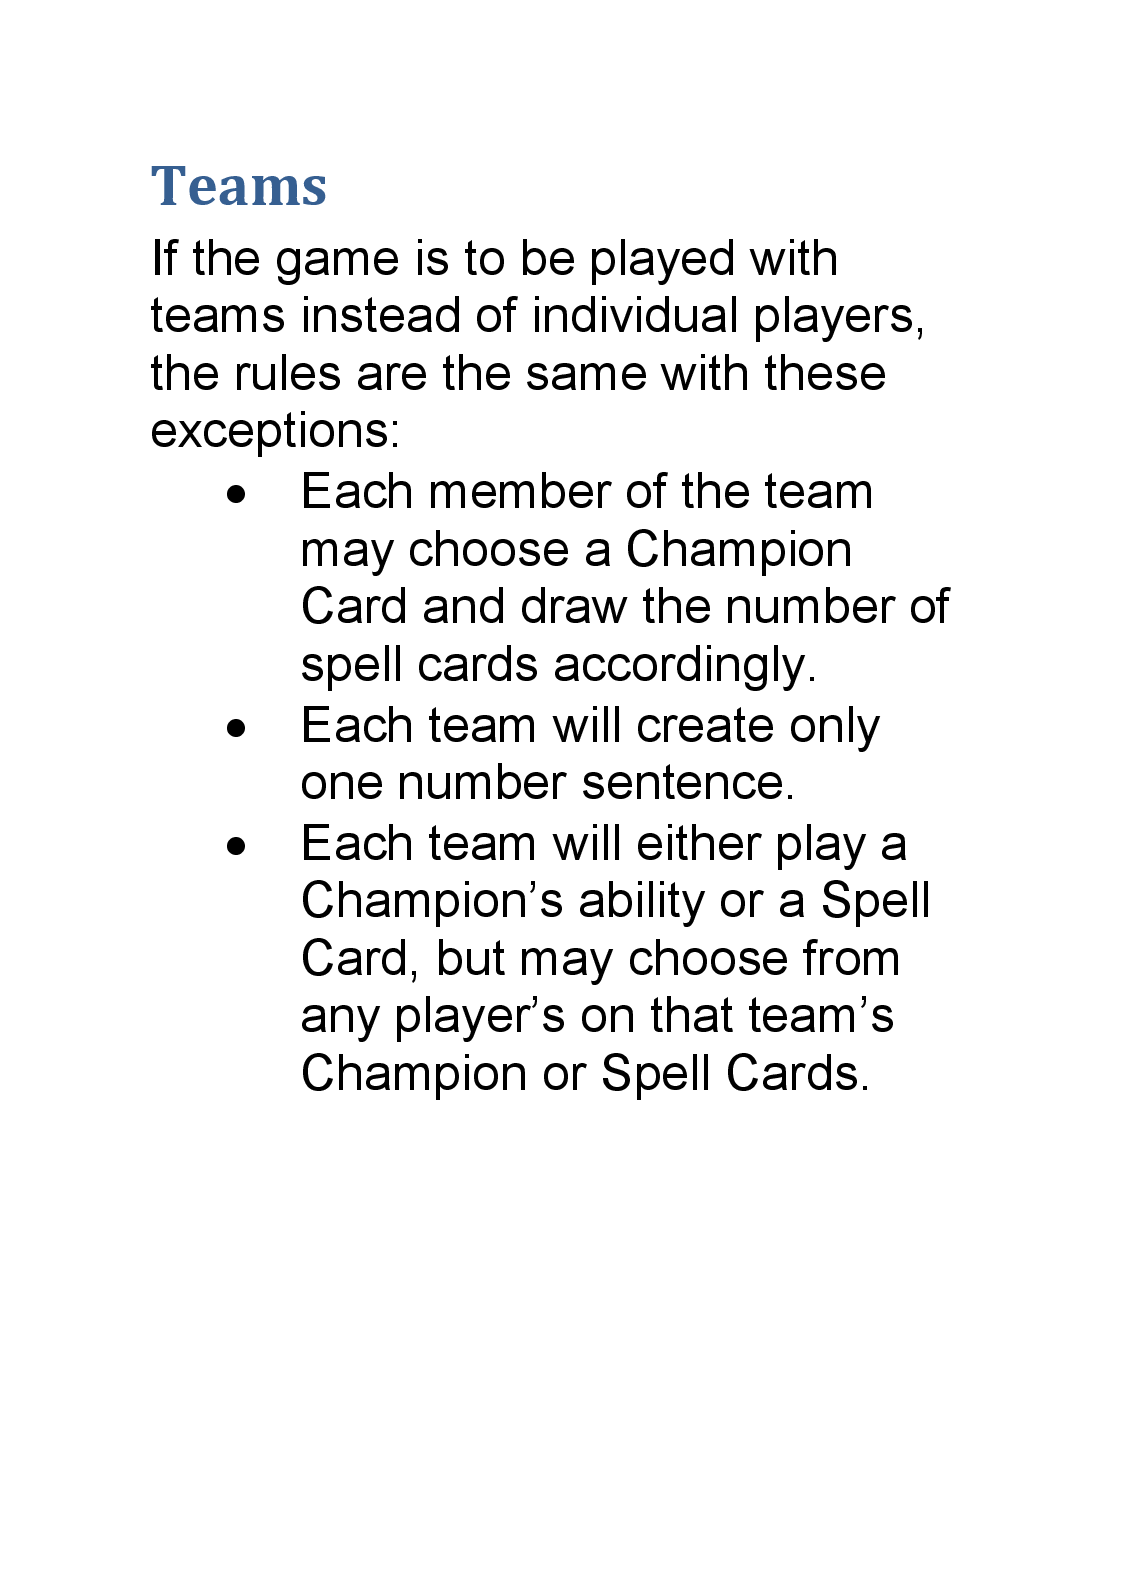 Teams
If the game is to be played with
teams instead of individual players,
the rules are the same with these
exceptions:
• Each member of the team
may choose a Champion
Card and draw the number of
spell cards accordingly.
• Each team will create only
one number sentence.
• Each team will either play a
Champion’s ability or a Spell
Card, but may choose from
any player’s on that team’s
Champion or Spell Cards.